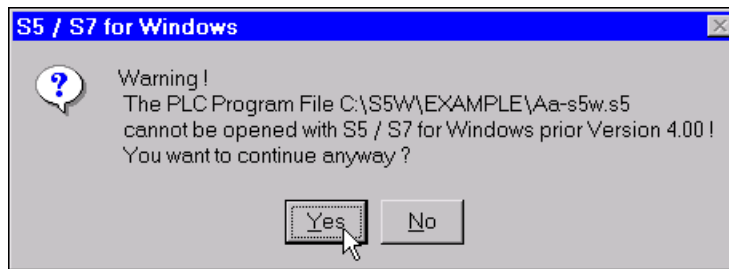 S5 / S7 for Windows
Warning !
The PLC Program File C:\S5W\EXAMPLE\Aa-s5w.s5
cannot be opened with S5 / S7 for Windows prior Version 4.00 !
You want to continue anyway ?
Yes No